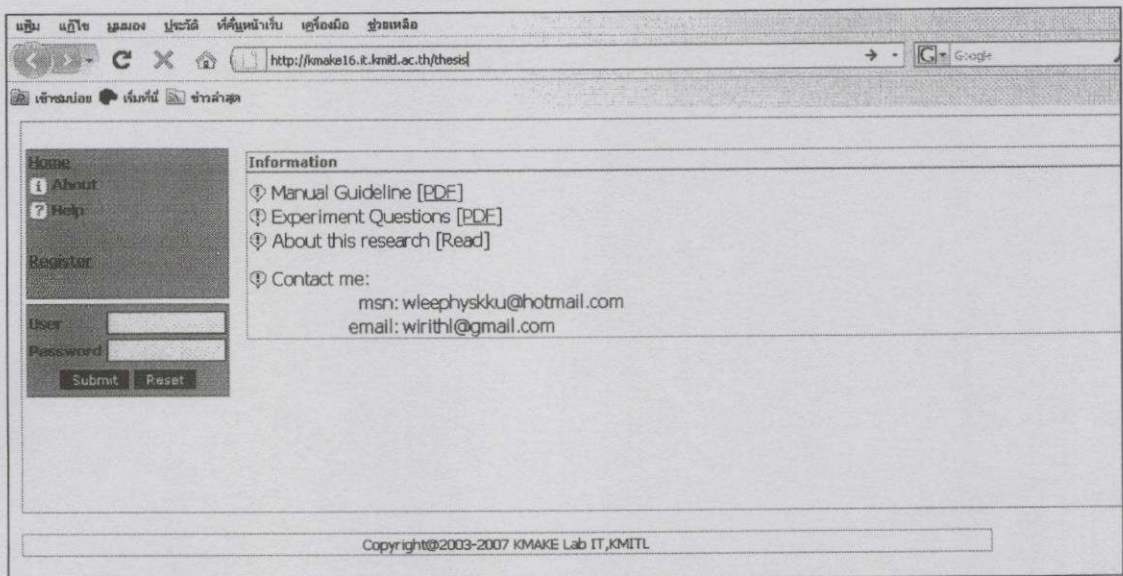 แฟ้ม แก้ไข มุมมอง ประวัติ ที่คั่นหน้าเว็บ เครื่องมือ ช่วยเหลือ
http://kmake16.it.kmitl.ac.th/thesis
Google
เข้าชมบ่อย เริ่มที่นี่ ข่าวล่าสุด
Home
About
Help
Register
User
Password
Submit Reset
Information
Manual Guideline [PDF]
Experiment Questions [PDF]
About this research [Read]
Contact me:
msn: wleephyskku@hotmail.com
email: wirithl@gmail.com
Copyright@2003-2007 KMAKE Lab IT,KMITL